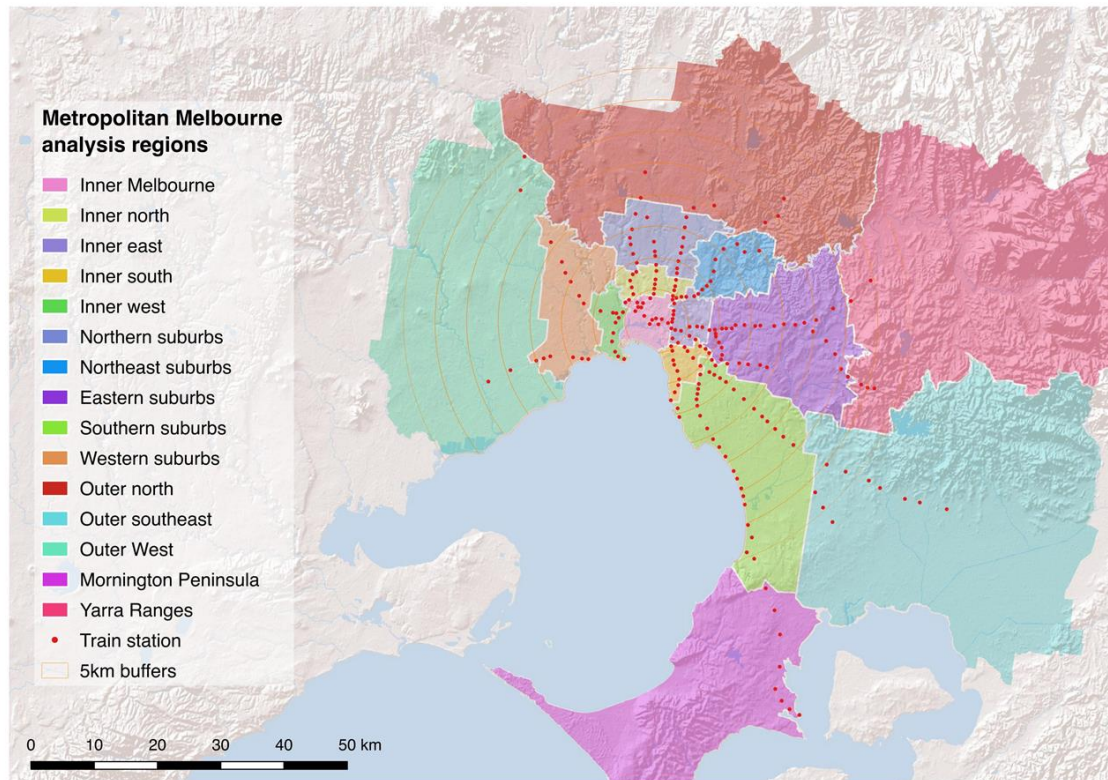 Metropolitan Melbourne
analysis regions
Inner Melbourne
Inner north
Inner east
Inner south
Inner west
Northern suburbs
Northeast suburbs
Eastern suburbs
Southern suburbs
Western suburbs
Outer north
Outer southeast
Outer West
Mornington Peninsula
Yarra Ranges
Train station
5km buffers
0 10 20 30 40 50 km